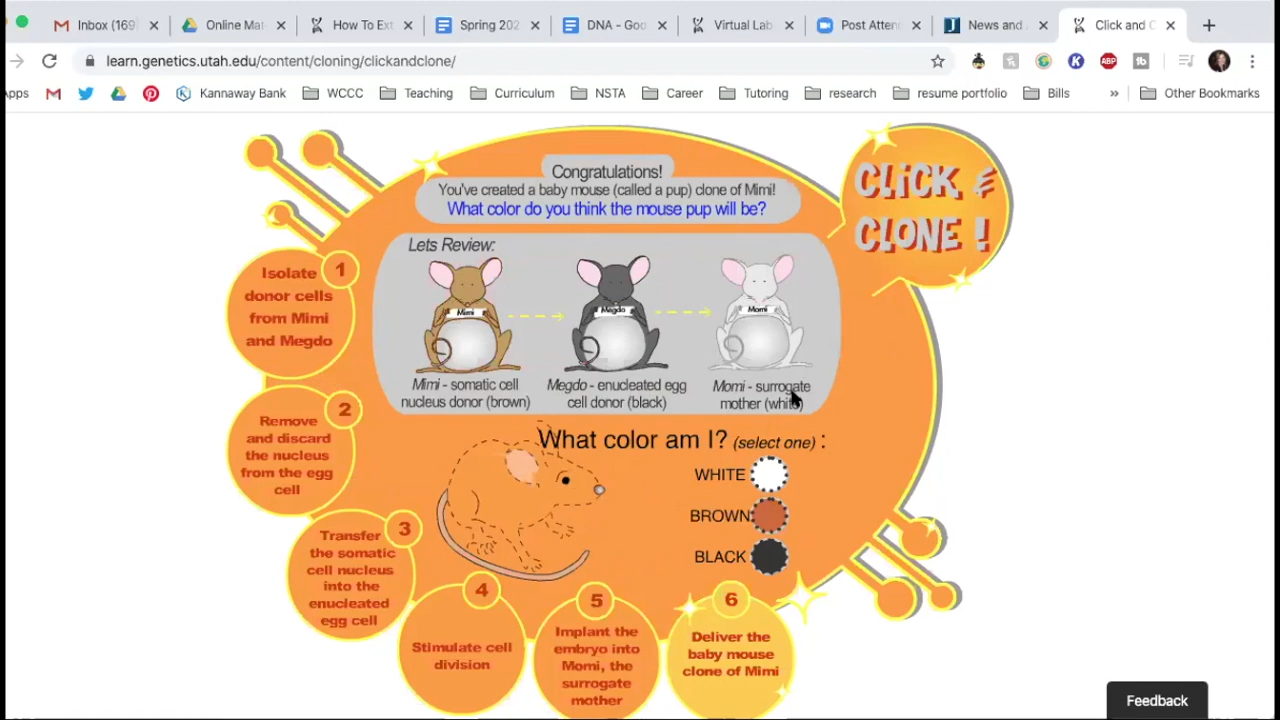 Inbox (169
Online Mat
How To Ext
Spring 202
DNA - Goo
Virtual Lab
Post Atten
News and
Click and C
learn.genetics.utah.edu/content/cloning/clickandclone/
ABP
tb
Apps
Kannaway Bank
WCCC
Teaching
Curriculum
NSTA
Career
Tutoring
research
resume portfolio
Bills
»
Other Bookmarks
Congratulations!
You've created a baby mouse (called a pup) clone of Mimi!
What color do you think the mouse pup will be?
CLICK &
CLONE !
Lets Review:
Mimi
Megdo
Momi
Mimi - somatic cell
nucleus donor (brown)
Megdo - enucleated egg
cell donor (black)
Momi - surrogate
mother (white)
What color am I? (select one) :
WHITE
BROWN
BLACK
1
Isolate
donor cells
from Mimi
and Megdo
2
Remove
and discard
the nucleus
from the egg
cell
3
Transfer
the somatic
cell nucleus
into the
enucleated
egg cell
4
Stimulate cell
division
5
Implant the
embryo into
Momi, the
surrogate
mother
6
Deliver the
baby mouse
clone of Mimi
Feedback